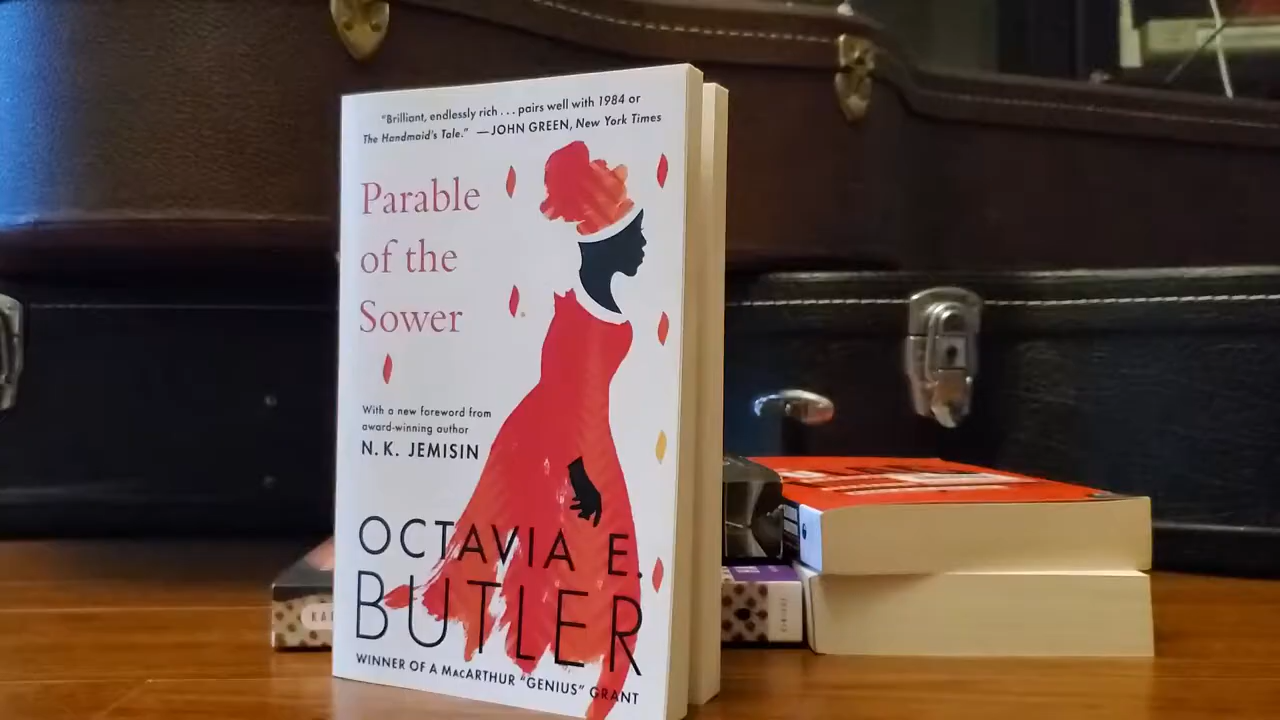 "Brilliant, endlessly rich . . . pairs well with 1984 or
The Handmaid's Tale." —JOHN GREEN, New York Times
Parable
of the
Sower
With a new foreword from
award-winning author
N. K. JEMISIN
OCTAVIA E.
BUTLER
WINNER OF A MacARTHUR "GENIUS" GRANT